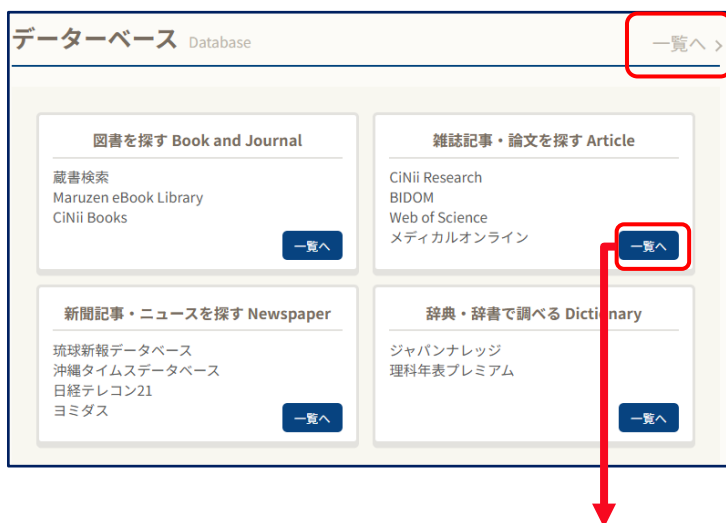 データーベース Database
一覧へ >
図書を探す Book and Journal
蔵書検索
Maruzen eBook Library
CiNii Books
一覧へ
雑誌記事・論文を探す Article
CiNii Research
BIDOM
Web of Science
メディカルオンライン
一覧へ
新聞記事・ニュースを探す Newspaper
琉球新報データベース
沖縄タイムスデータベース
日経テレコン21
ヨミダス
一覧へ
辞典・辞書で調べる Dictionary
ジャパンナレッジ
理科年表プレミアム
一覧へ